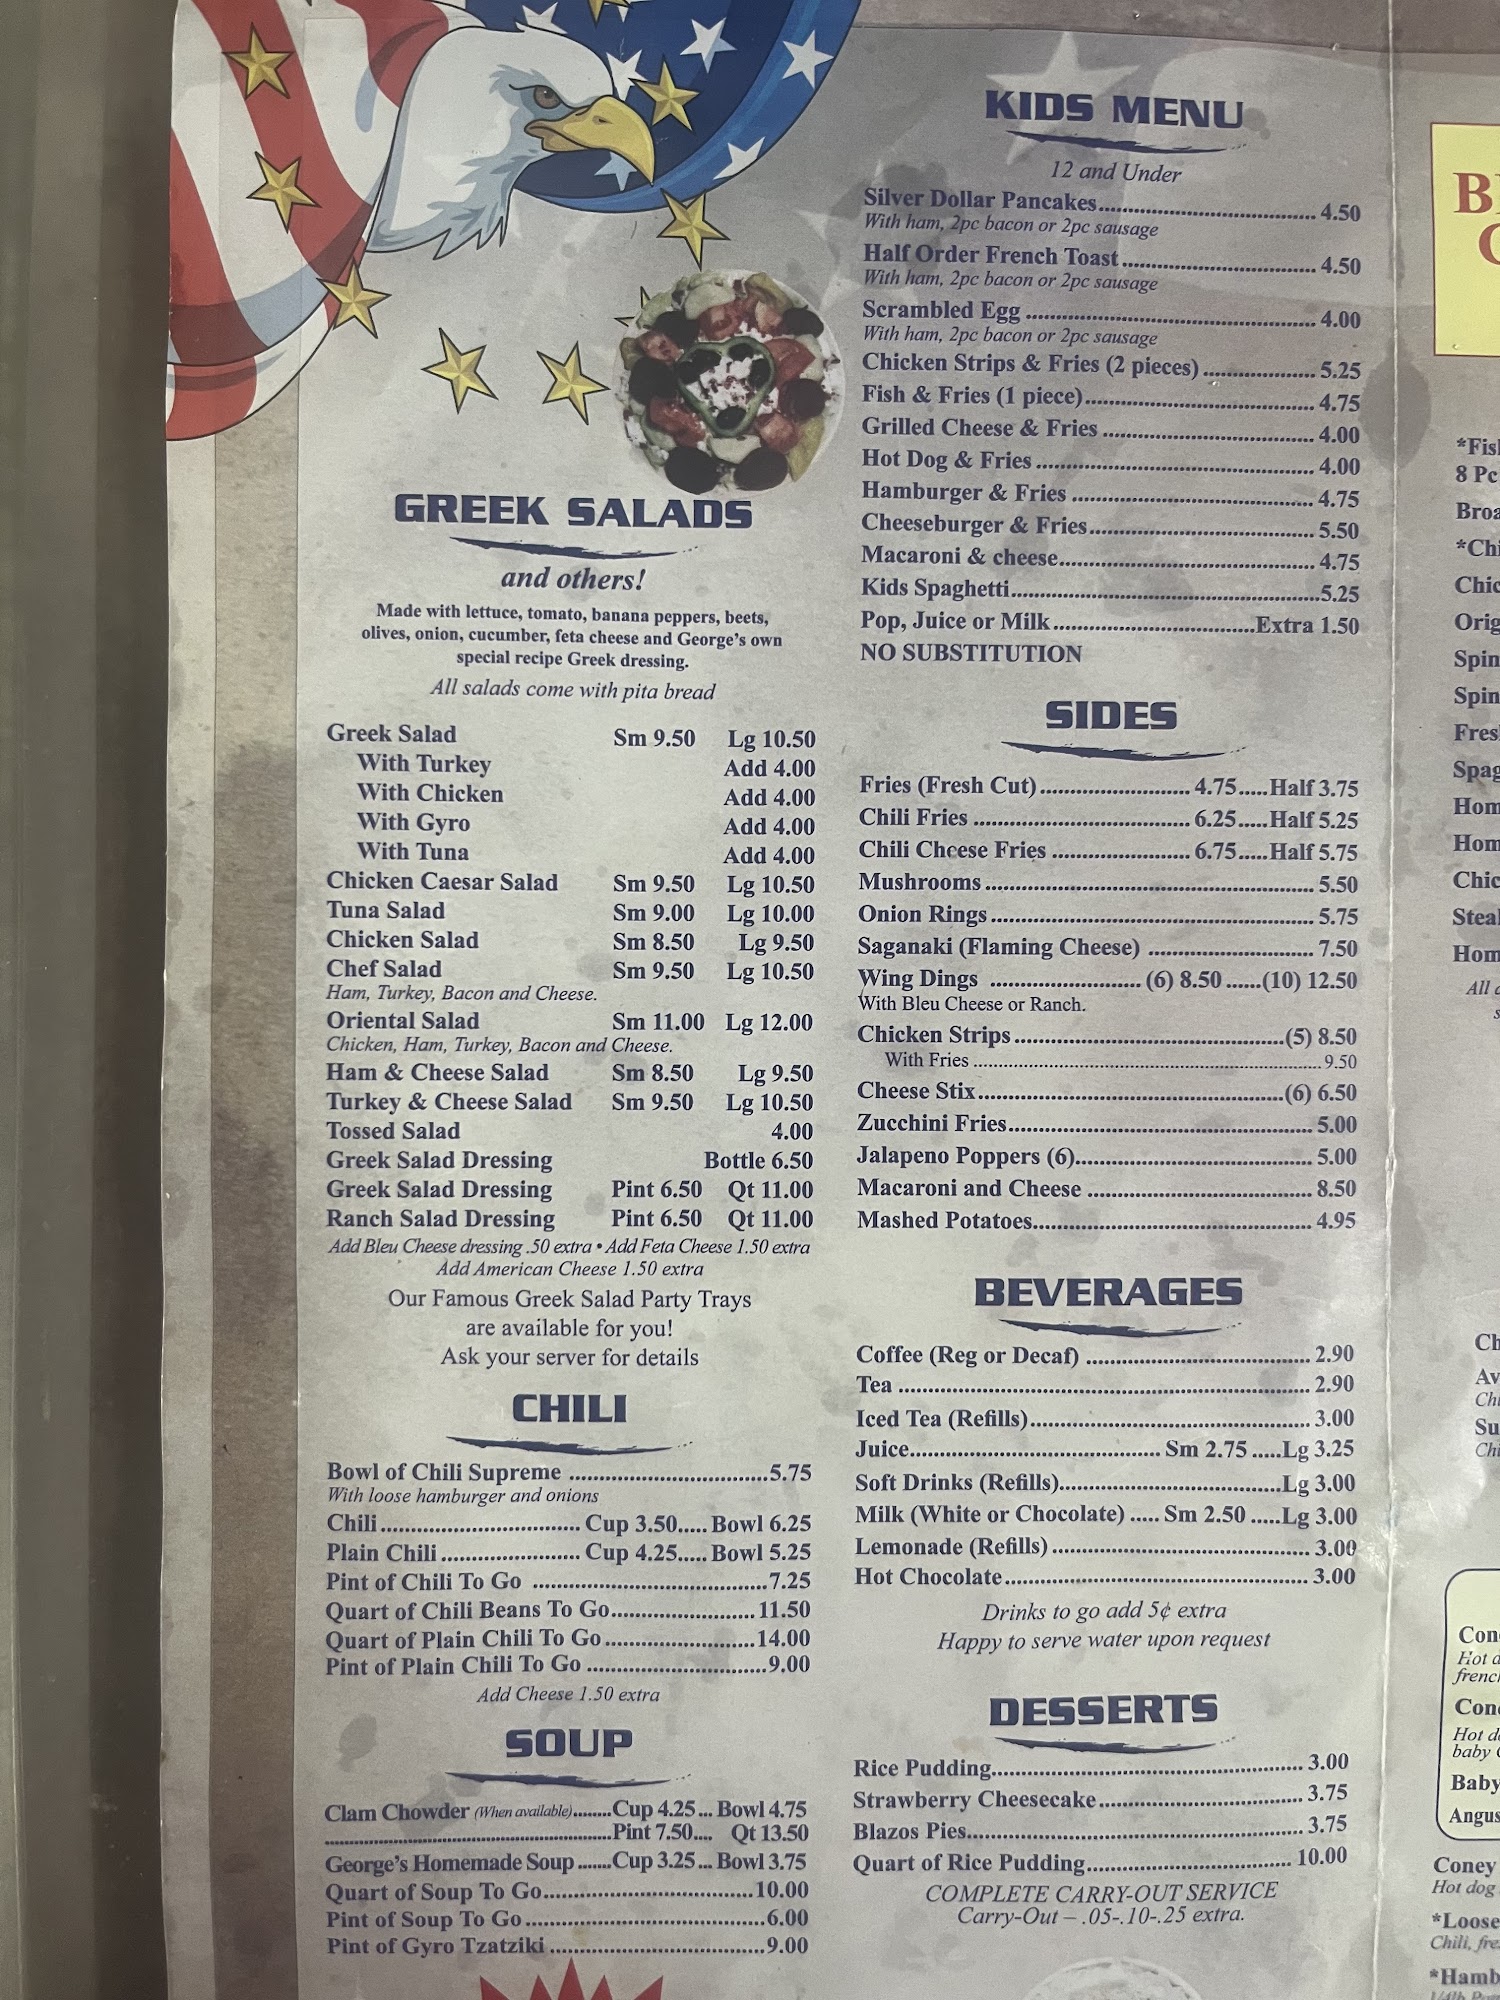 GREEK SALADS
and others!
Made with lettuce, tomato, banana peppers, beets,
olives, onion, cucumber, feta cheese and George's own
special recipe Greek dressing.
All salads come with pita bread
Greek Salad Sm 9.50 Lg 10.50
With Turkey Add 4.00
With Chicken Add 4.00
With Gyro Add 4.00
With Tuna Add 4.00
Chicken Caesar Salad Sm 9.50 Lg 10.50
Tuna Salad Sm 9.00 Lg 10.00
Chicken Salad Sm 8.50 Lg 9.50
Chef Salad Sm 9.50 Lg 10.50
Ham, Turkey, Bacon and Cheese.
Oriental Salad Sm 11.00 Lg 12.00
Chicken, Ham, Turkey, Bacon and Cheese.
Ham & Cheese Salad Sm 8.50 Lg 9.50
Turkey & Cheese Salad Sm 9.50 Lg 10.50
Tossed Salad 4.00
Greek Salad Dressing Bottle 6.50
Greek Salad Dressing Pint 6.50 Qt 11.00
Ranch Salad Dressing Pint 6.50 Qt 11.00
Add Bleu Cheese dressing .50 extra • Add Feta Cheese 1.50 extra
Add American Cheese 1.50 extra
Our Famous Greek Salad Party Trays
are available for you!
Ask your server for details
CHILI
Bowl of Chili Supreme ... 5.75
With loose hamburger and onions
Chili ... Cup 3.50..... Bowl 6.25
Plain Chili ... Cup 4.25..... Bowl 5.25
Pint of Chili To Go ... 7.25
Quart of Chili Beans To Go ... 11.50
Quart of Plain Chili To Go ... 14.00
Pint of Plain Chili To Go ... 9.00
Add Cheese 1.50 extra
SOUP
Clam Chowder (When available) ... Cup 4.25 ... Bowl 4.75
... Pint 7.50.... Qt 13.50
George's Homemade Soup ... Cup 3.25 ... Bowl 3.75
Quart of Soup To Go ... 10.00
Pint of Soup To Go ... 6.00
Pint of Gyro Tzatziki ... 9.00
KIDS MENU
12 and Under
Silver Dollar Pancakes ... 4.50
With ham, 2pc bacon or 2pc sausage
Half Order French Toast ... 4.50
With ham, 2pc bacon or 2pc sausage
Scrambled Egg ... 4.00
With ham, 2pc bacon or 2pc sausage
Chicken Strips & Fries (2 pieces) ... 5.25
Fish & Fries (1 piece) ... 4.75
Grilled Cheese & Fries ... 4.00
Hot Dog & Fries ... 4.00
Hamburger & Fries ... 4.75
Cheeseburger & Fries ... 5.50
Macaroni & cheese ... 4.75
Kids Spaghetti ... 5.25
Pop, Juice or Milk ... Extra 1.50
NO SUBSTITUTION
SIDES
Fries (Fresh Cut) ... 4.75.....Half 3.75
Chili Fries ... 6.25.....Half 5.25
Chili Cheese Fries ... 6.75.....Half 5.75
Mushrooms ... 5.50
Onion Rings ... 5.75
Saganaki (Flaming Cheese) ... 7.50
Wing Dings ... (6) 8.50 ......(10) 12.50
With Bleu Cheese or Ranch.
Chicken Strips ... (5) 8.50
With Fries ... 9.50
Cheese Stix ... (6) 6.50
Zucchini Fries ... 5.00
Jalapeno Poppers (6) ... 5.00
Macaroni and Cheese ... 8.50
Mashed Potatoes ... 4.95
BEVERAGES
Coffee (Reg or Decaf) ... 2.90
Tea ... 2.90
Iced Tea (Refills) ... 3.00
Juice ... Sm 2.75 .....Lg 3.25
Soft Drinks (Refills) ... Lg 3.00
Milk (White or Chocolate) ..... Sm 2.50 .....Lg 3.00
Lemonade (Refills) ... 3.00
Hot Chocolate ... 3.00
Drinks to go add 5¢ extra
Happy to serve water upon request
DESSERTS
Rice Pudding ... 3.00
Strawberry Cheesecake ... 3.75
Blazos Pies ... 3.75
Quart of Rice Pudding ... 10.00
COMPLETE CARRY-OUT SERVICE
Carry-Out – .05-.10-.25 extra.
8 Pc
Coney
Hot dog
Chili,